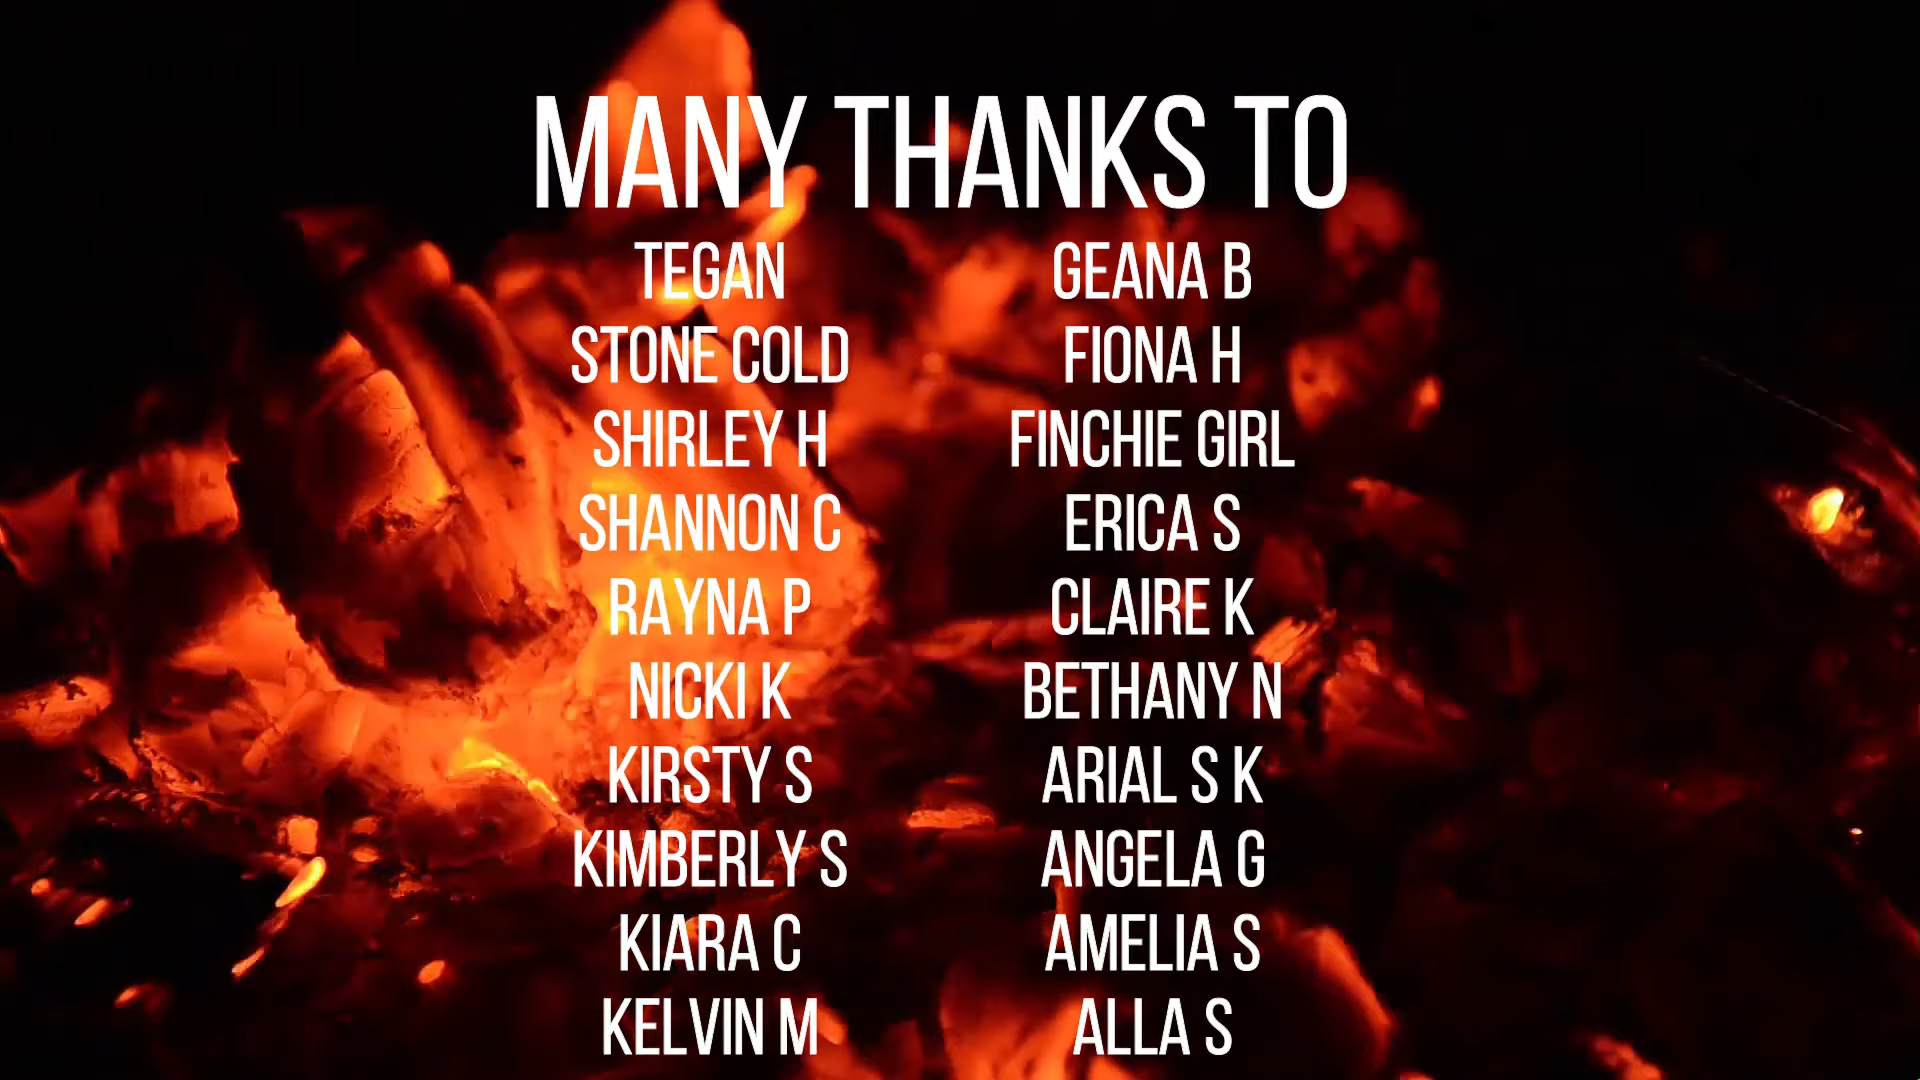 MANY THANKS TO
TEGAN
STONE COLD
SHIRLEY H
SHANNON C
RAYNA P
NICKI K
KIRSTY S
KIMBERLY S
KIARA C
KELVIN M
GEANA B
FIONA H
FINCHIE GIRL
ERICA S
CLAIRE K
BETHANY N
ARIAL S K
ANGELA G
AMELIA S
ALLA S